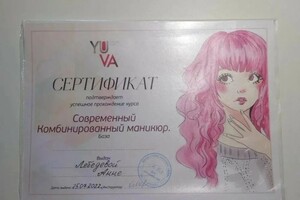 YU
VA
СЕРТИФИКАТ
подтверждает
успешное прохождение курса
Современный
Комбинированный маникюр.
База.
Выдан
Лебедевой
Анне